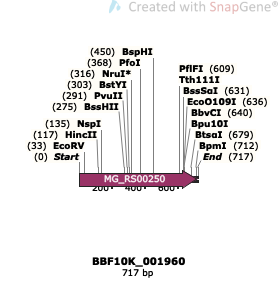 Created with SnapGene®
(450) BspHI
(368) PfoI
(316) NruI*
(303) BstYI
(291) PvuII
(275) BssHII
(135) NspI
(117) HincII
(33) EcoRV
(0) Start
PflFI (609)
Tth111I
BssSαI (631)
EcoO109I (636)
BbvCI (640)
Bpu10I
BtsαI (679)
BpmI (712)
End (717)
MG_RS00250
200
400
600
BBF10K_001960
717 bp